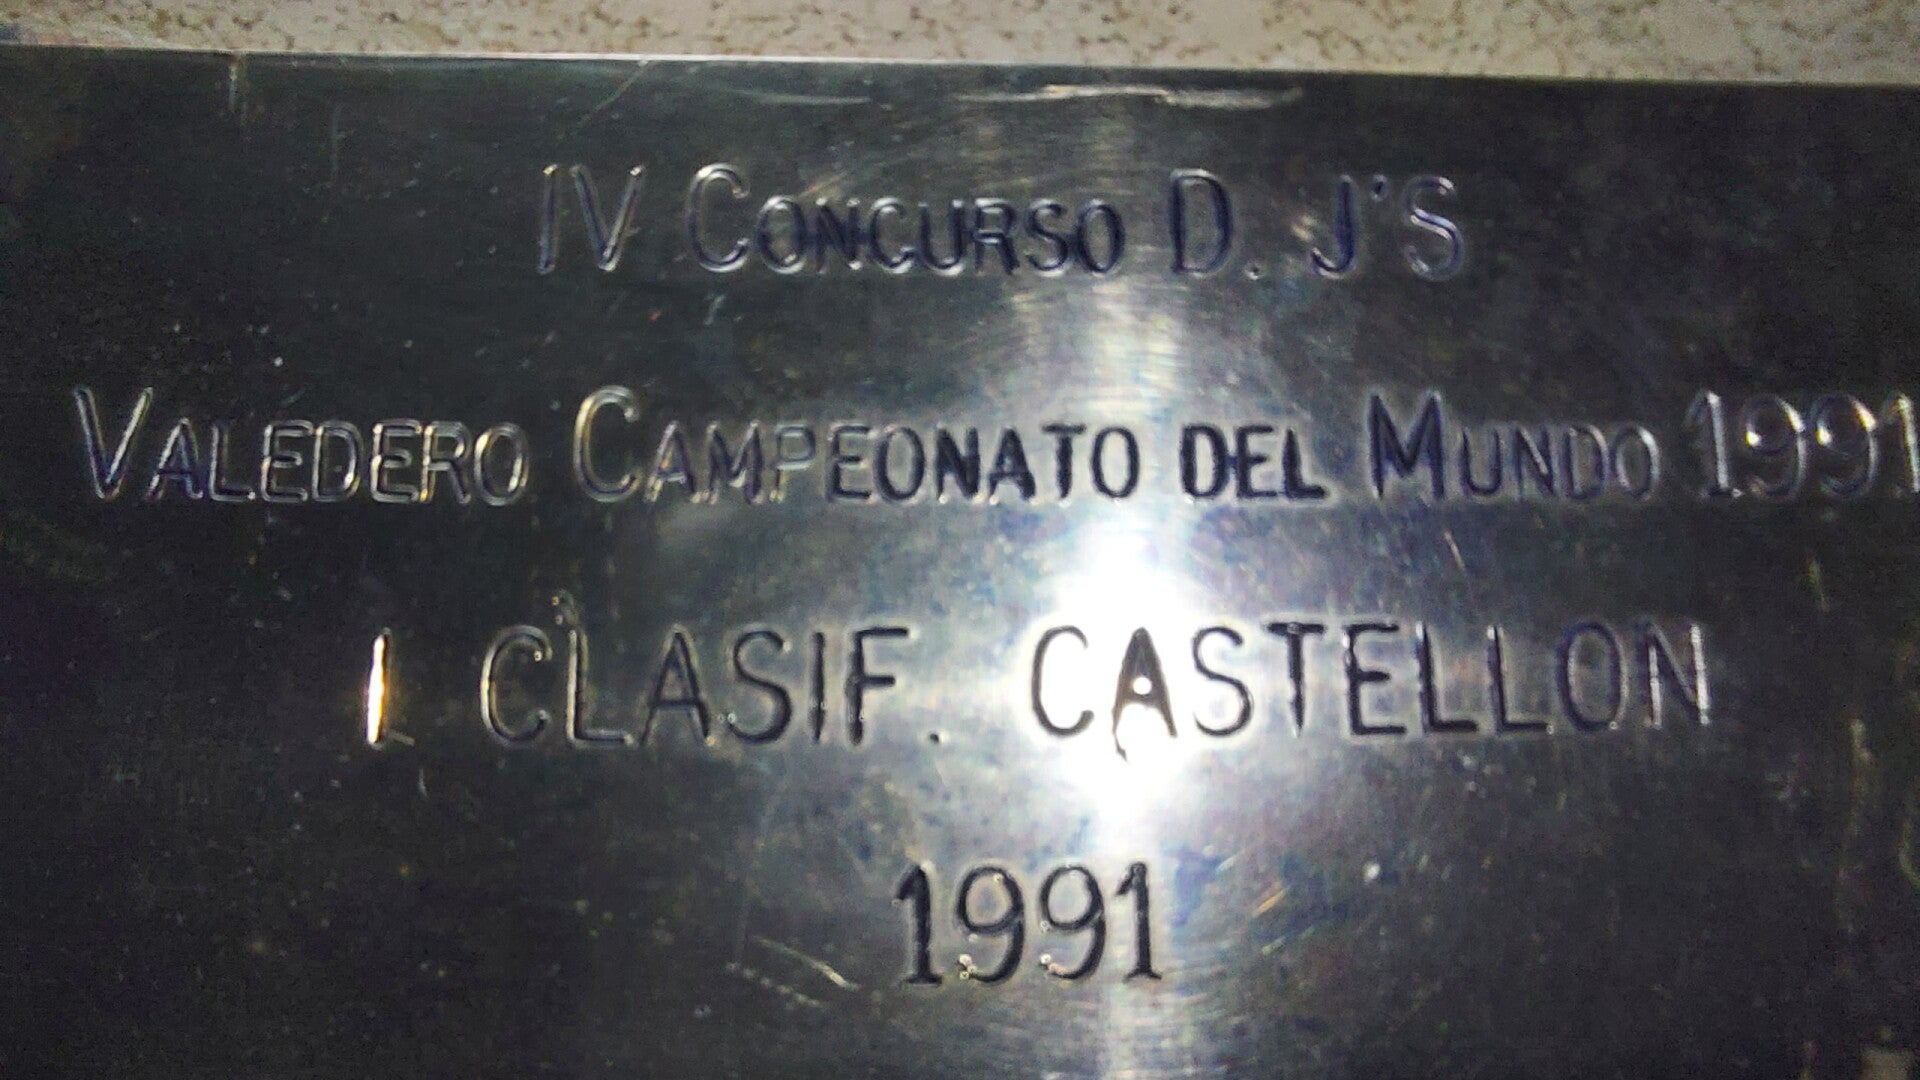 IV CONCURSO D. J'S
VALEDERO CAMPEONATO DEL MUNDO 1991
I CLASIF. CASTELLON
1991